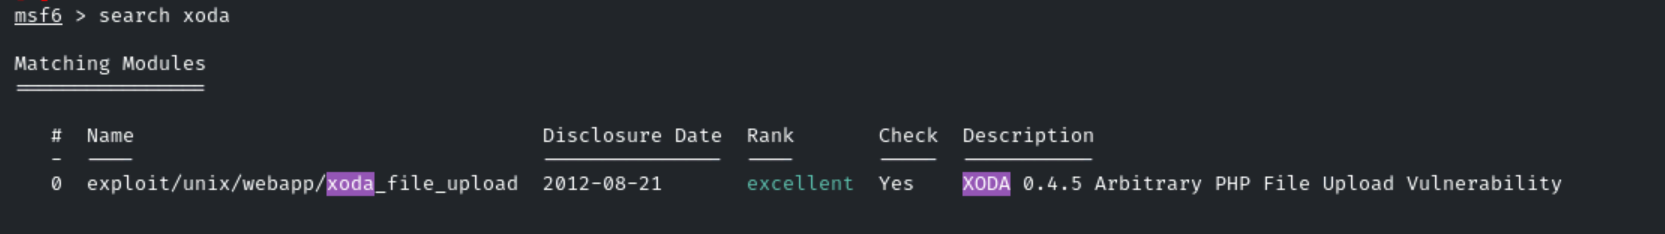 msf6 > search xoda
Matching Modules
================
# Name Disclosure Date Rank Check Description
- ---- --------------- ---- ----- -----------
0 exploit/unix/webapp/xoda_file_upload 2012-08-21 excellent Yes XODA 0.4.5 Arbitrary PHP File Upload Vulnerability